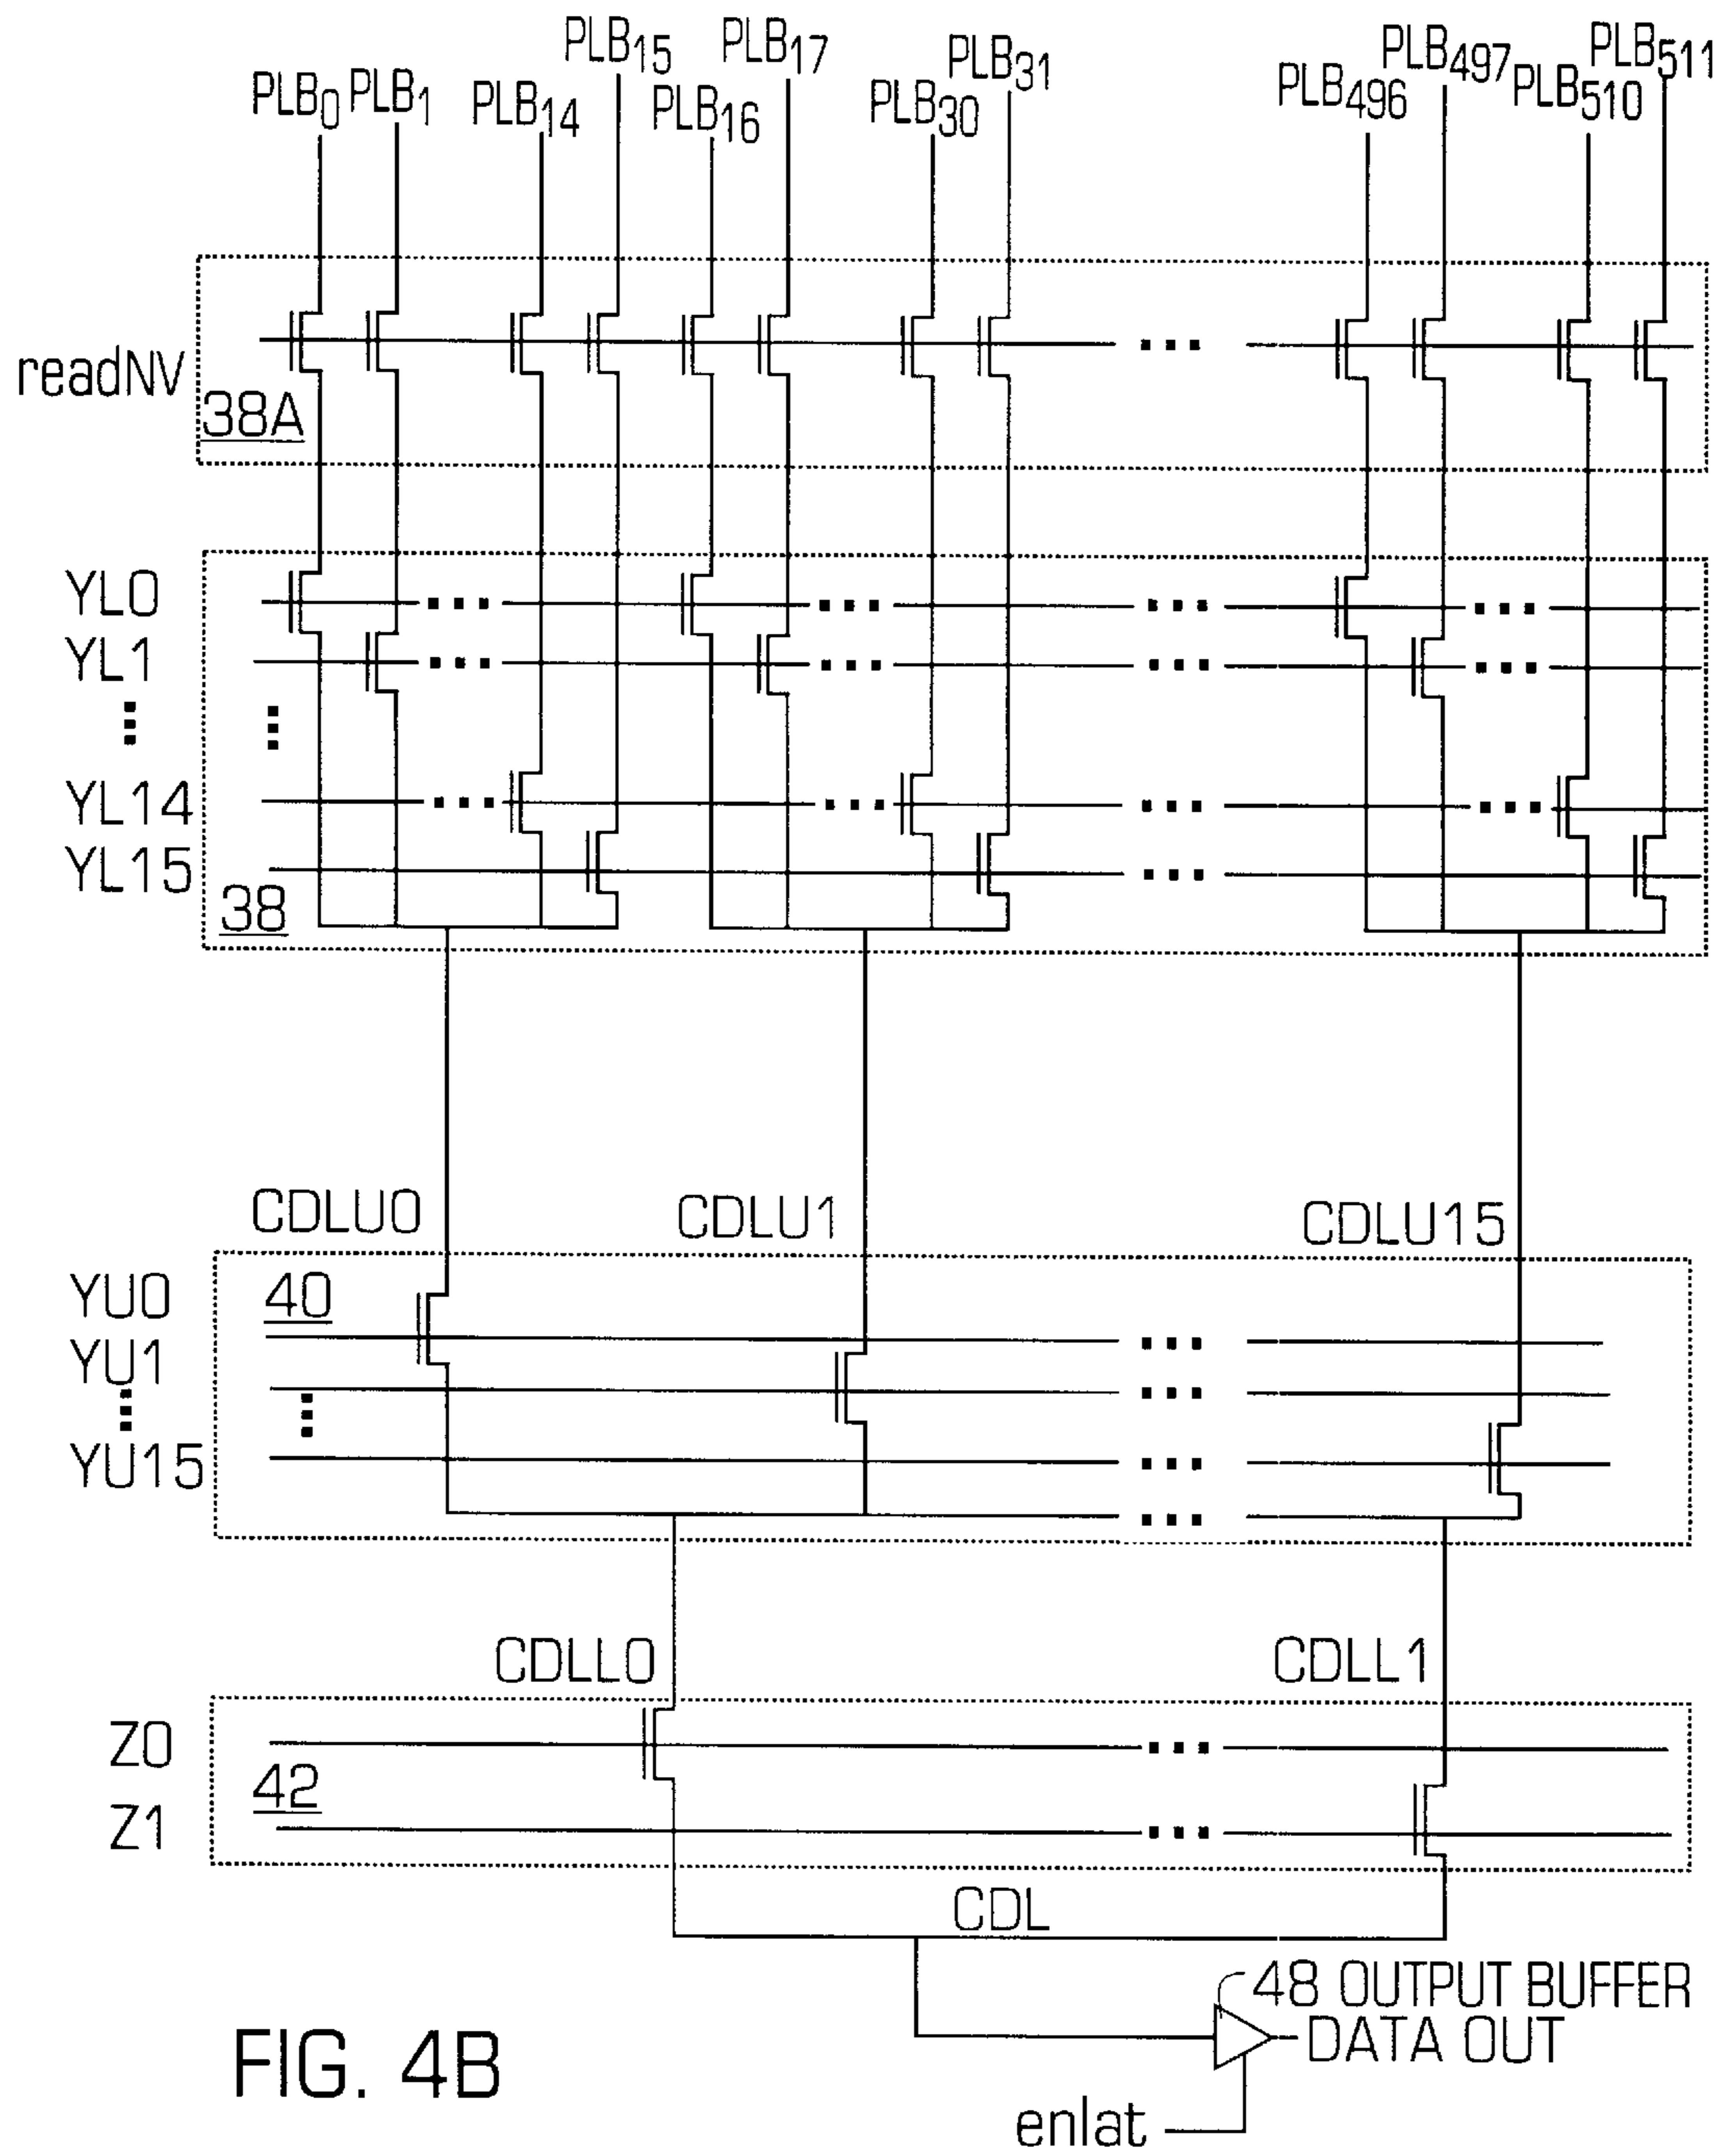 PLB0 PLB1 PLB14 PLB15 PLB16 PLB17 PLB30 PLB31 PLB496 PLB497 PLB510 PLB511
readNV
38A
YL0
YL1
YL14
YL15
38
CDLU0 CDLU1 CDLU15
YU0
40
YU1
YU15
CDLL0 CDLL1
Z0
42
Z1
CDL
48 OUTPUT BUFFER
DATA OUT
enlat
FIG. 4B